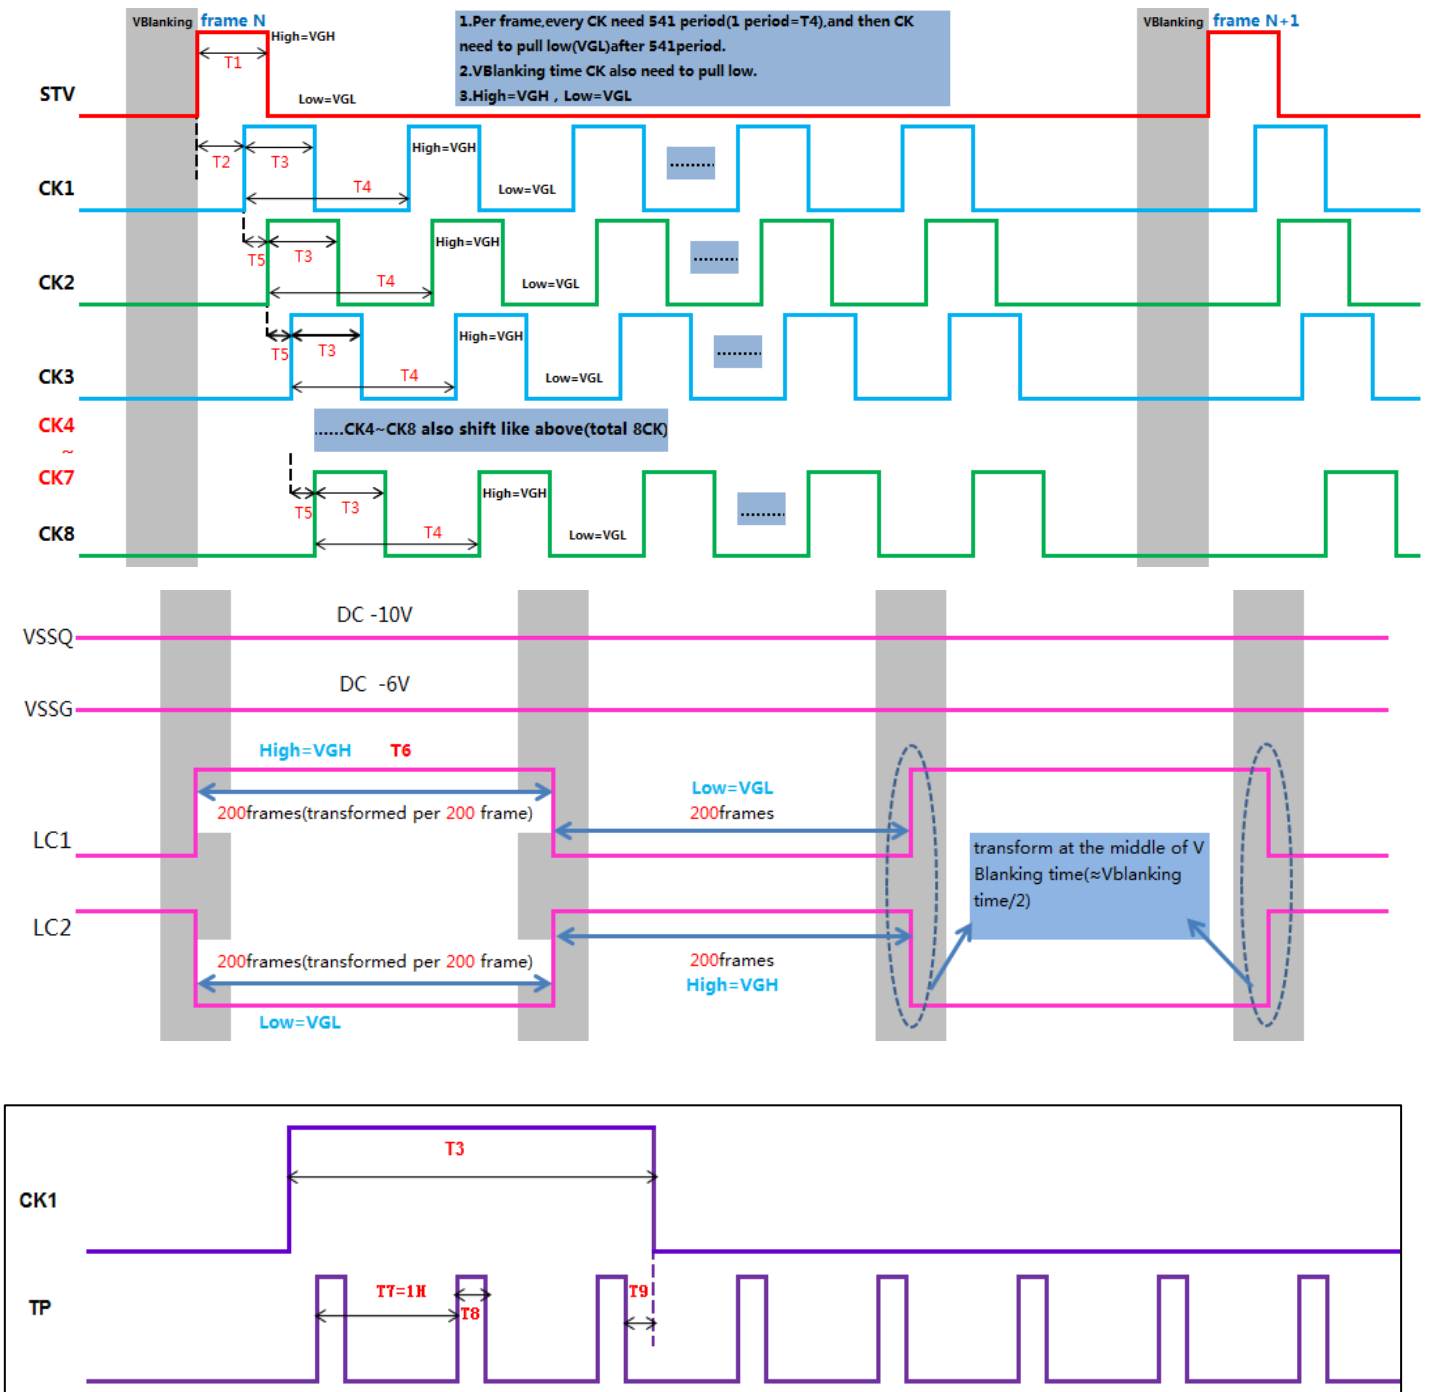 VBlanking frame N
VBlanking frame N+1
1.Per frame,every CK need 541 period(1 period=T4),and then CK
need to pull low(VGL)after 541period.
2.VBlanking time CK also need to pull low.
3.High=VGH , Low=VGL
High=VGH
T1
STV
Low=VGL
T2
T3
High=VGH
.........
T4
Low=VGL
CK1
T5
T3
High=VGH
.........
T4
Low=VGL
CK2
T5
T3
High=VGH
.........
T4
Low=VGL
CK3
CK4
......CK4~CK8 also shift like above(total 8CK)
~
CK7
T5
T3
High=VGH
.........
T4
Low=VGL
CK8
DC -10V
VSSQ
DC -6V
VSSG
High=VGH T6
Low=VGL
200frames(transformed per 200 frame)
200frames
LC1
transform at the middle of V
Blanking time(≈Vblanking
time/2)
LC2
200frames(transformed per 200 frame)
200frames
High=VGH
Low=VGL
T3
CK1
T7=1H
T9
T8
TP